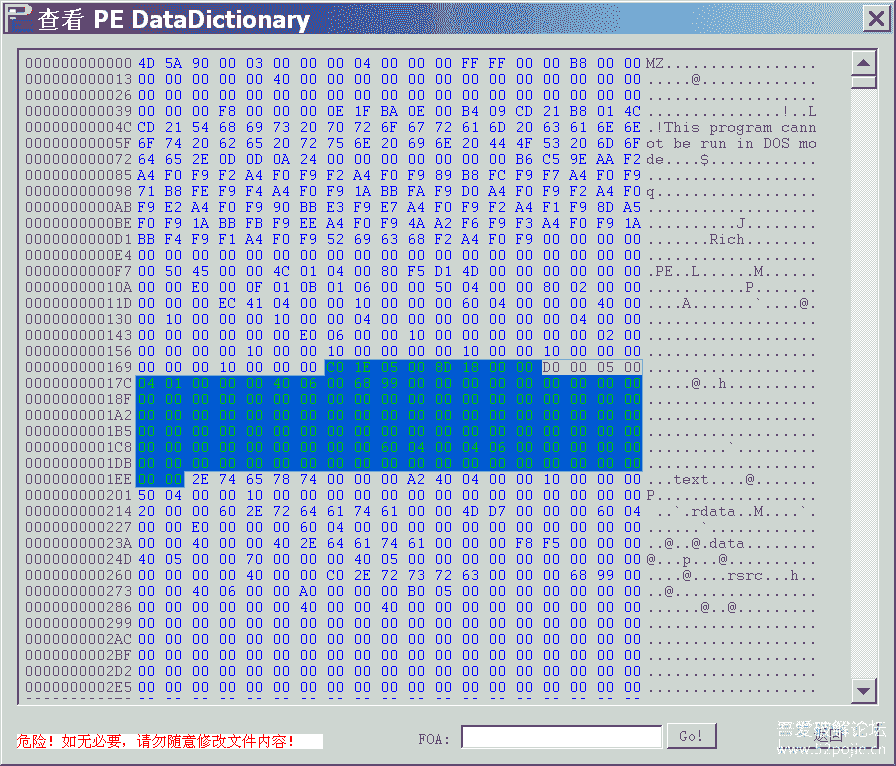 查看 PE DataDictionary
000000000000 4D 5A 90 00 03 00 00 00 04 00 00 00 FF FF 00 00 B8 00 00 MZ.................
000000000013 00 00 00 00 00 40 00 00 00 00 00 00 00 00 00 00 00 00 00 .....@.............
000000000026 00 00 00 00 00 00 00 00 00 00 00 00 00 00 00 00 00 00 00 ...................
000000000039 00 00 00 F8 00 00 00 0E 1F BA 0E 00 B4 09 CD 21 B8 01 4C ...............!..L
00000000004C CD 21 54 68 69 73 20 70 72 6F 67 72 61 6D 20 63 61 6E 6E .!This program cann
00000000005F 6F 74 20 62 65 20 72 75 6E 20 69 6E 20 44 4F 53 20 6D 6F ot be run in DOS mo
000000000072 64 65 2E 0D 0D 0A 24 00 00 00 00 00 00 00 B6 C5 9E AA F2 de....$............
000000000085 A4 F0 F9 F2 A4 F0 F9 F2 A4 F0 F9 89 B8 FC F9 F7 A4 F0 F9 ...................
000000000098 71 B8 FE F9 F4 A4 F0 F9 1A BB FA F9 D0 A4 F0 F9 F2 A4 F0 q..................
0000000000AB F9 E2 A4 F0 F9 90 BB E3 F9 E7 A4 F0 F9 F2 A4 F1 F9 8D A5 ...................
0000000000BE F0 F9 1A BB FB F9 EE A4 F0 F9 4A A2 F6 F9 F3 A4 F0 F9 1A ..........J........
0000000000D1 BB F4 F9 F1 A4 F0 F9 52 69 63 68 F2 A4 F0 F9 00 00 00 00 .......Rich........
0000000000E4 00 00 00 00 00 00 00 00 00 00 00 00 00 00 00 00 00 00 00 ...................
0000000000F7 00 50 45 00 00 4C 01 04 00 80 F5 D1 4D 00 00 00 00 00 00 .PE..L......M......
00000000010A 00 00 E0 00 0F 01 0B 01 06 00 00 50 04 00 00 80 02 00 00 ...........P.......
00000000011D 00 00 00 EC 41 04 00 00 10 00 00 00 60 04 00 00 00 40 00 ....A.......`....@.
000000000130 00 10 00 00 00 10 00 00 04 00 00 00 00 00 00 00 04 00 00 ...................
000000000143 00 00 00 00 00 00 E0 06 00 00 10 00 00 00 00 00 00 02 00 ...................
000000000156 00 00 00 00 10 00 00 10 00 00 00 00 10 00 00 10 00 00 00 ...................
000000000169 00 00 00 10 00 00 00 C0 1E 05 00 8D 18 00 00 D0 00 05 00 ...................
00000000017C 04 01 00 00 00 40 06 00 68 99 00 00 00 00 00 00 00 00 00 .....@..h..........
00000000018F 00 00 00 00 00 00 00 00 00 00 00 00 00 00 00 00 00 00 00 ...................
0000000001A2 00 00 00 00 00 00 00 00 00 00 00 00 00 00 00 00 00 00 00 ...................
0000000001B5 00 00 00 00 00 00 00 00 00 00 00 00 00 00 00 00 00 00 00 ...................
0000000001C8 00 00 00 00 00 00 00 00 00 60 04 00 04 06 00 00 00 00 00 .........`.........
0000000001DB 00 00 00 00 00 00 00 00 00 00 00 00 00 00 00 00 00 00 00 ...................
0000000001EE 00 00 2E 74 65 78 74 00 00 00 A2 40 04 00 00 10 00 00 00 ...text....@.......
000000000201 50 04 00 00 10 00 00 00 00 00 00 00 00 00 00 00 00 00 00 P..................
000000000214 20 00 00 60 2E 72 64 61 74 61 00 00 4D D7 00 00 00 60 04  ..`.rdata..M....`.
000000000227 00 00 E0 00 00 00 60 04 00 00 00 00 00 00 00 00 00 00 00 ......`............
00000000023A 00 00 40 00 00 40 2E 64 61 74 61 00 00 00 F8 F5 00 00 00 ..@..@.data........
00000000024D 40 05 00 00 70 00 00 00 40 05 00 00 00 00 00 00 00 00 00 @...p...@..........
000000000260 00 00 00 00 40 00 00 C0 2E 72 73 72 63 00 00 00 68 99 00 ....@....rsrc...h..
000000000273 00 00 40 06 00 00 A0 00 00 00 B0 05 00 00 00 00 00 00 00 ..@................
000000000286 00 00 00 00 00 00 40 00 00 40 00 00 00 00 00 00 00 00 00 ......@..@.........
000000000299 00 00 00 00 00 00 00 00 00 00 00 00 00 00 00 00 00 00 00 ...................
0000000002AC 00 00 00 00 00 00 00 00 00 00 00 00 00 00 00 00 00 00 00 ...................
0000000002BF 00 00 00 00 00 00 00 00 00 00 00 00 00 00 00 00 00 00 00 ...................
0000000002D2 00 00 00 00 00 00 00 00 00 00 00 00 00 00 00 00 00 00 00 ...................
0000000002E5 00 00 00 00 00 00 00 00 00 00 00 00 00 00 00 00 00 00 00 ...................
危险！如无必要，请勿随意修改文件内容！ FOA: Go! 返回
吾爱破解论坛
www.52pojie.cn